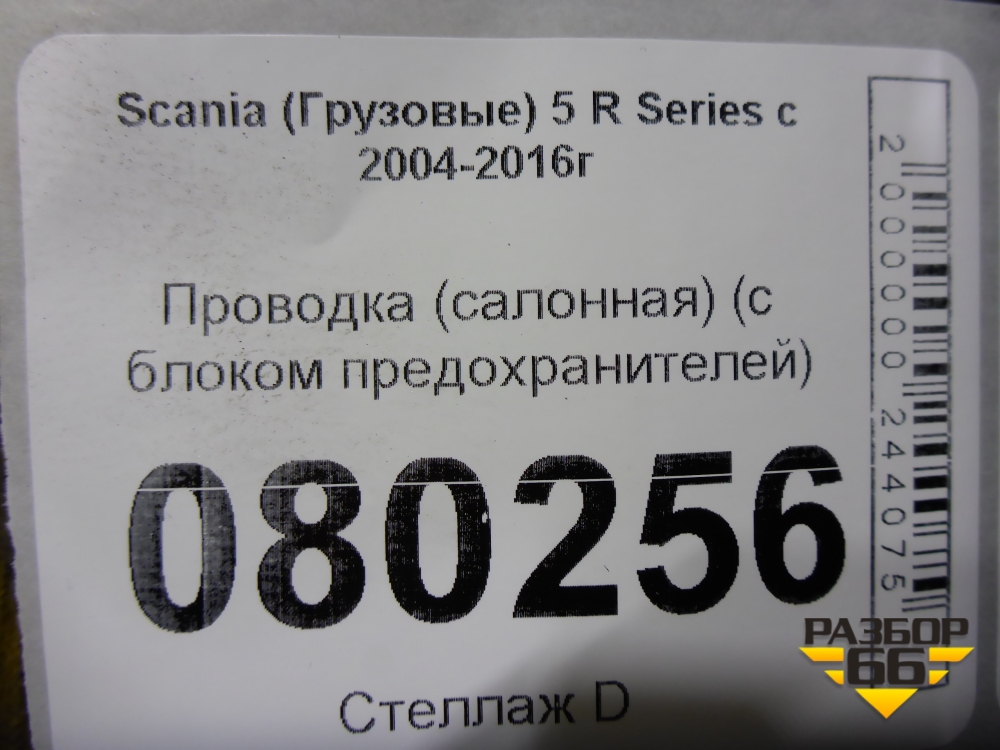 Scania (Грузовые) 5 R Series с
2004-2016г
Проводка (салонная) (с
блоком предохранителей)
080256
Стеллаж D
2000000244075
РАЗБОР
66